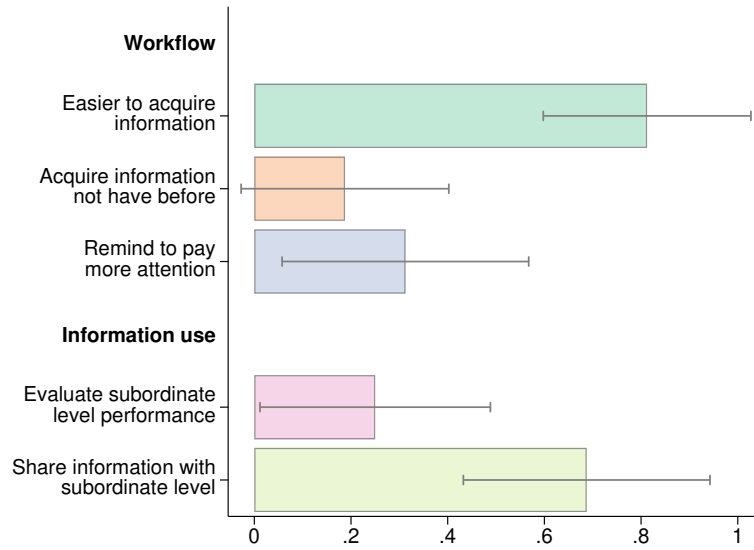 Workflow
Easier to acquire
information
Acquire information
not have before
Remind to pay
more attention
Information use
Evaluate subordinate
level performance
Share information with
subordinate level
0 .2 .4 .6 .8 1